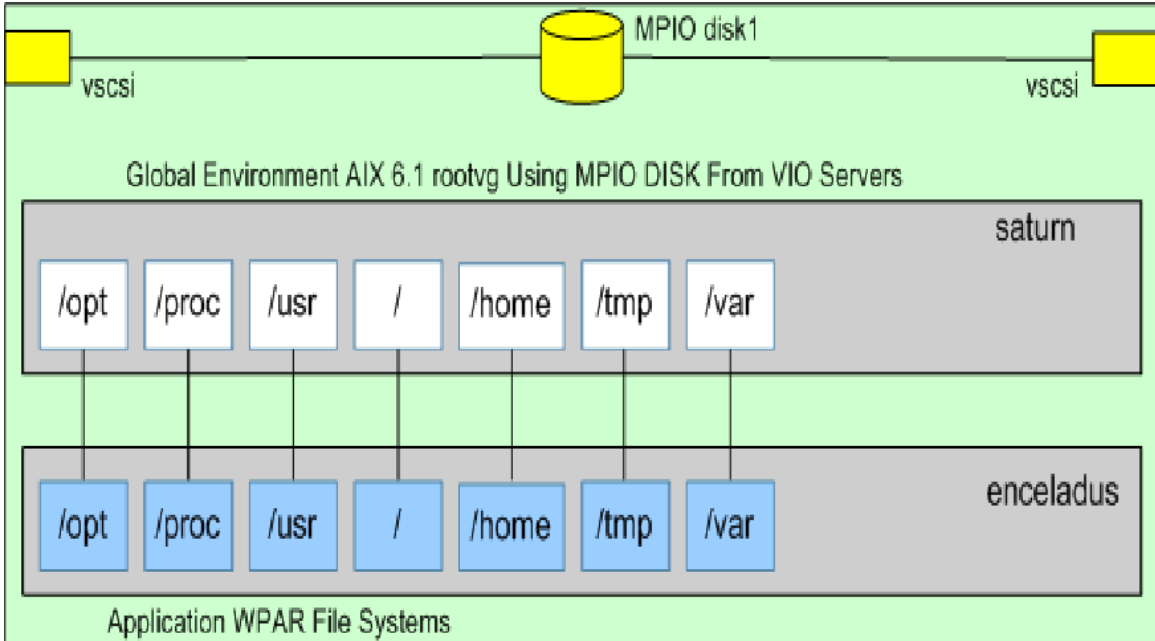 MPIO disk1
vscsi
vscsi
Global Environment AIX 6.1 rootvg Using MPIO DISK From VIO Servers
saturn
/opt /proc /usr / /home /tmp /var
enceladus
/opt /proc /usr / /home /tmp /var
Application WPAR File Systems